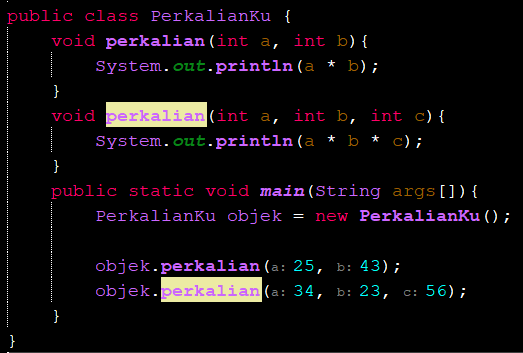 public class PerkalianKu {
void perkalian(int a, int b){
System.out.println(a * b);
}
void perkalian(int a, int b, int c){
System.out.println(a * b * c);
}
public static void main(String args[]){
PerkalianKu objek = new PerkalianKu();
objek.perkalian(a: 25, b: 43);
objek.perkalian(a: 34, b: 23, c: 56);
}
}